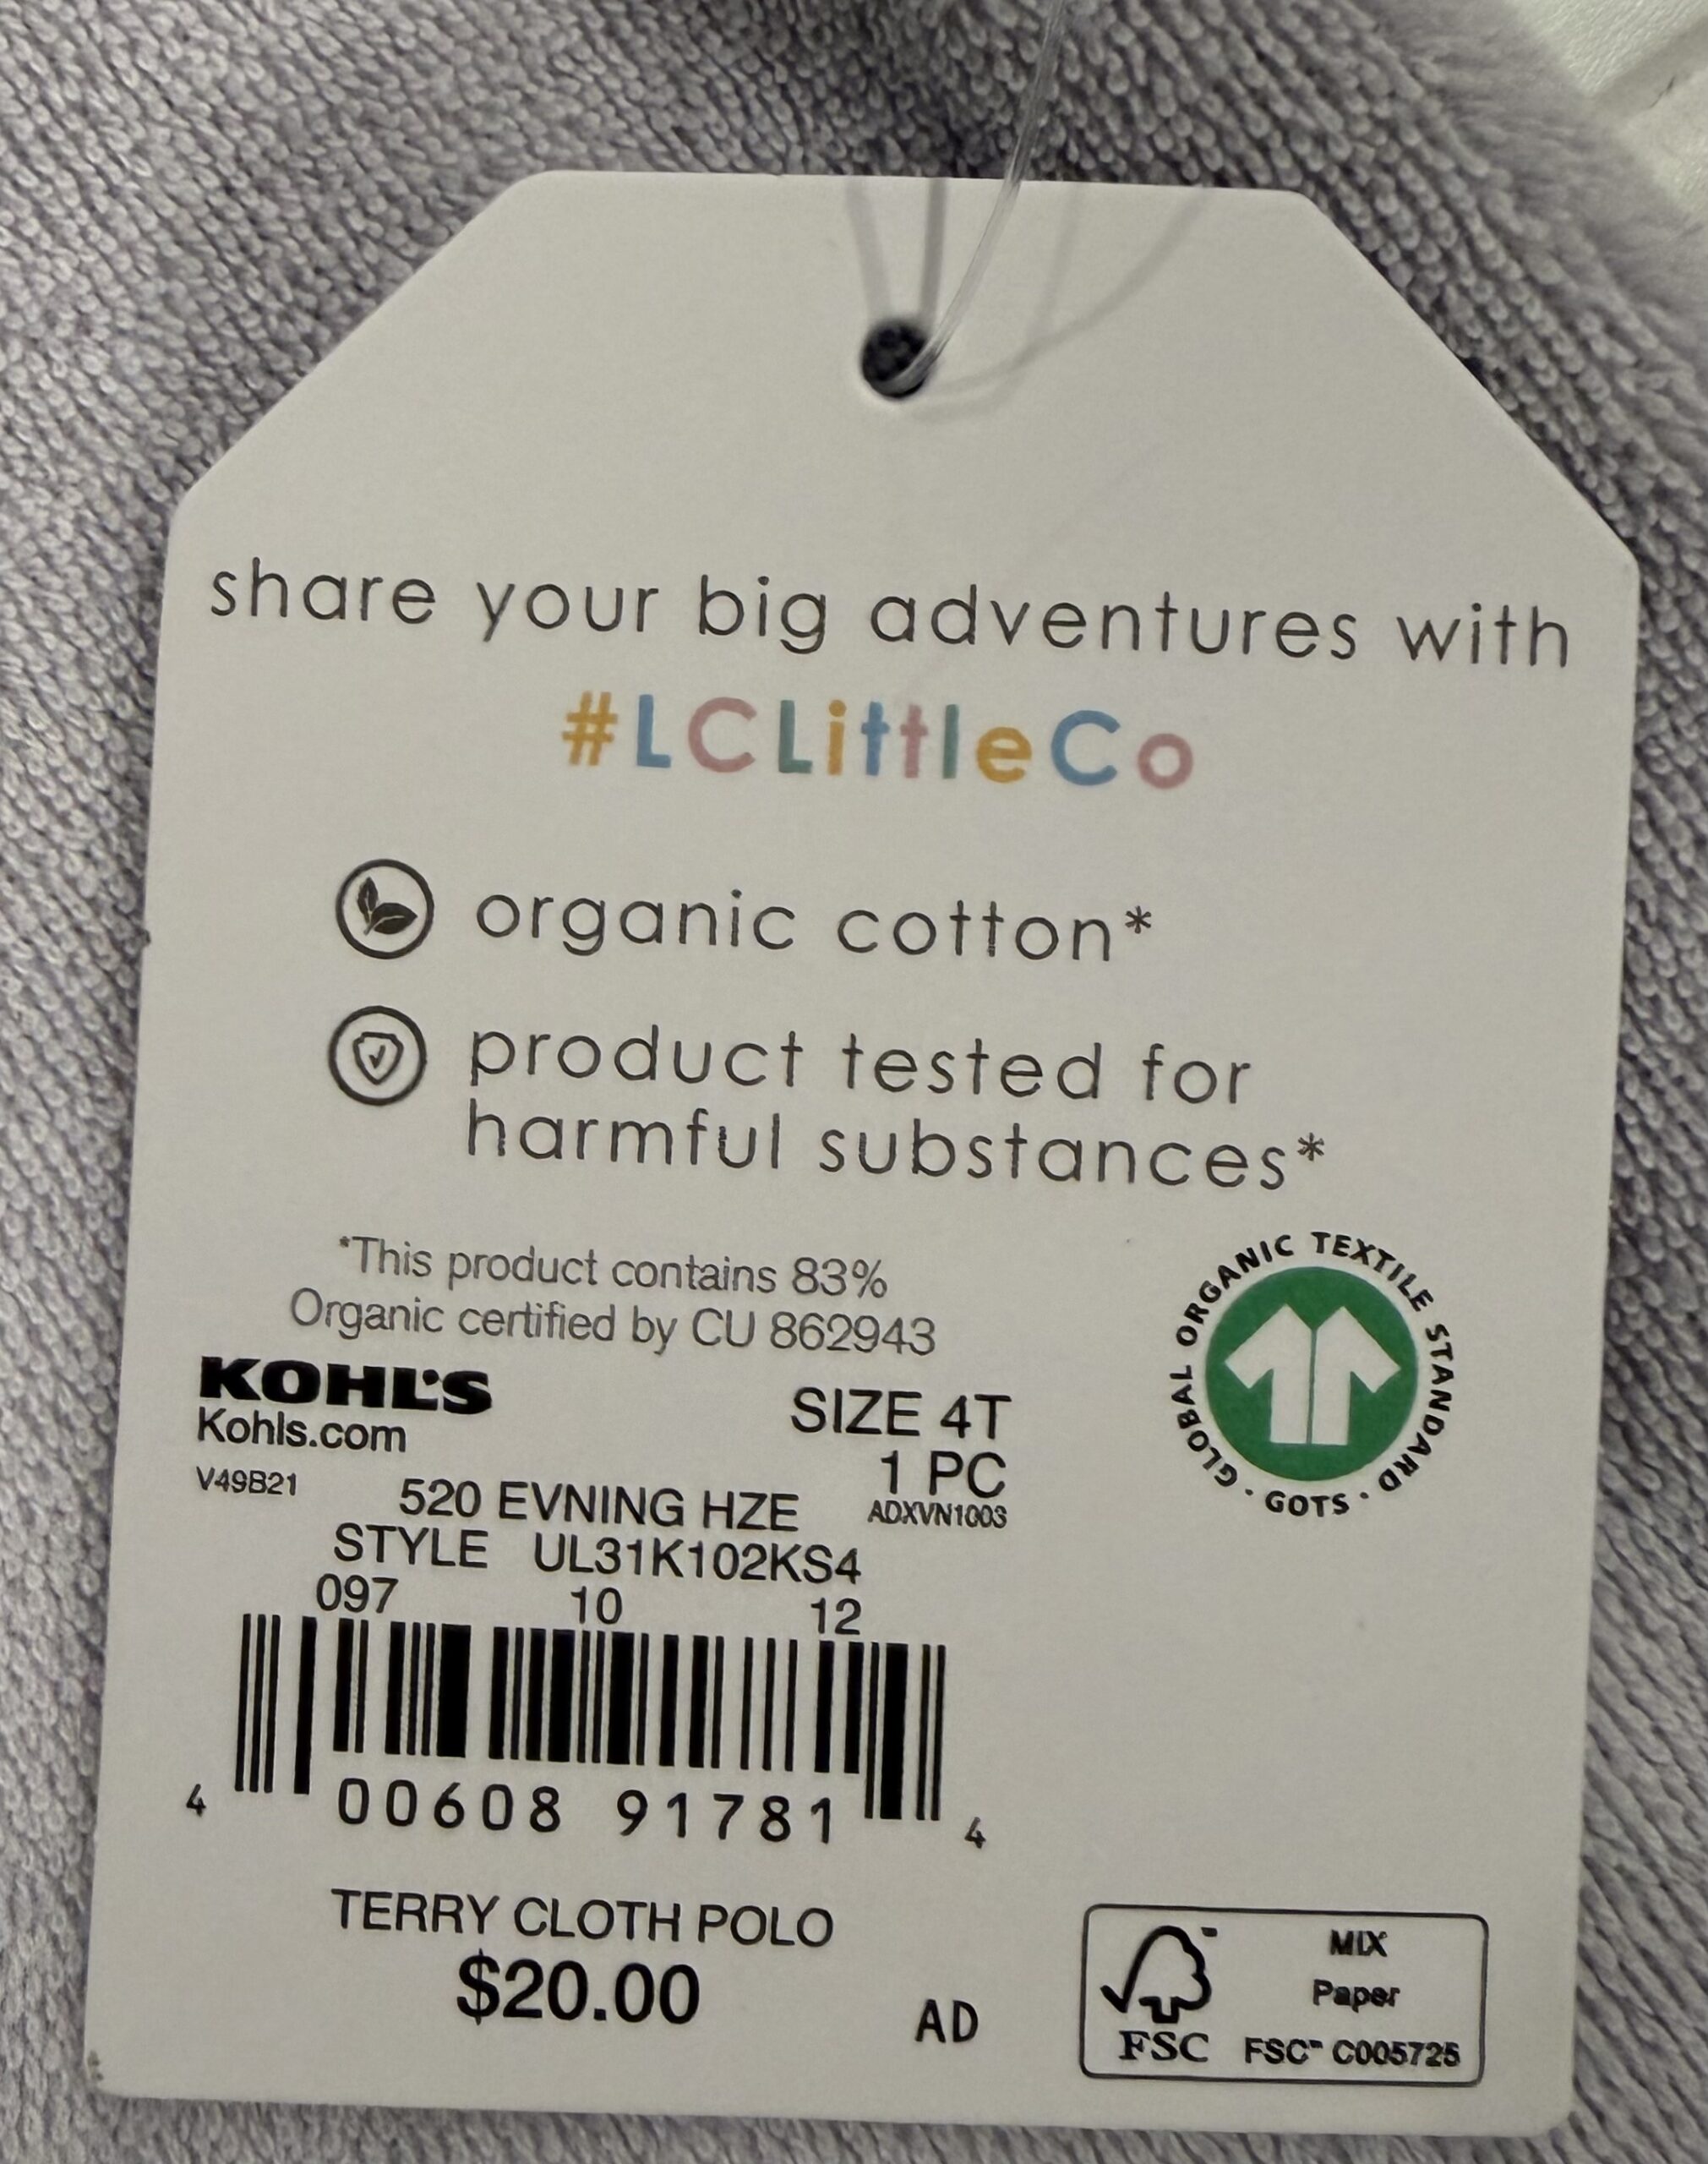 share your big adventures with
#LCLittleCo
organic cotton*
product tested for
harmful substances*
*This product contains 83%
Organic certified by CU 862943
GLOBAL ORGANIC TEXTILE STANDARD · GOTS ·
KOHL'S
Kohls.com
SIZE 4T
1 PC
V49B21
520 EVNING HZE
ADXVN1003
STYLE UL31K102KS4
097 10 12
4 00608 91781 4
TERRY CLOTH POLO
$20.00
AD
FSC
MIX
Paper
FSC™ C005725